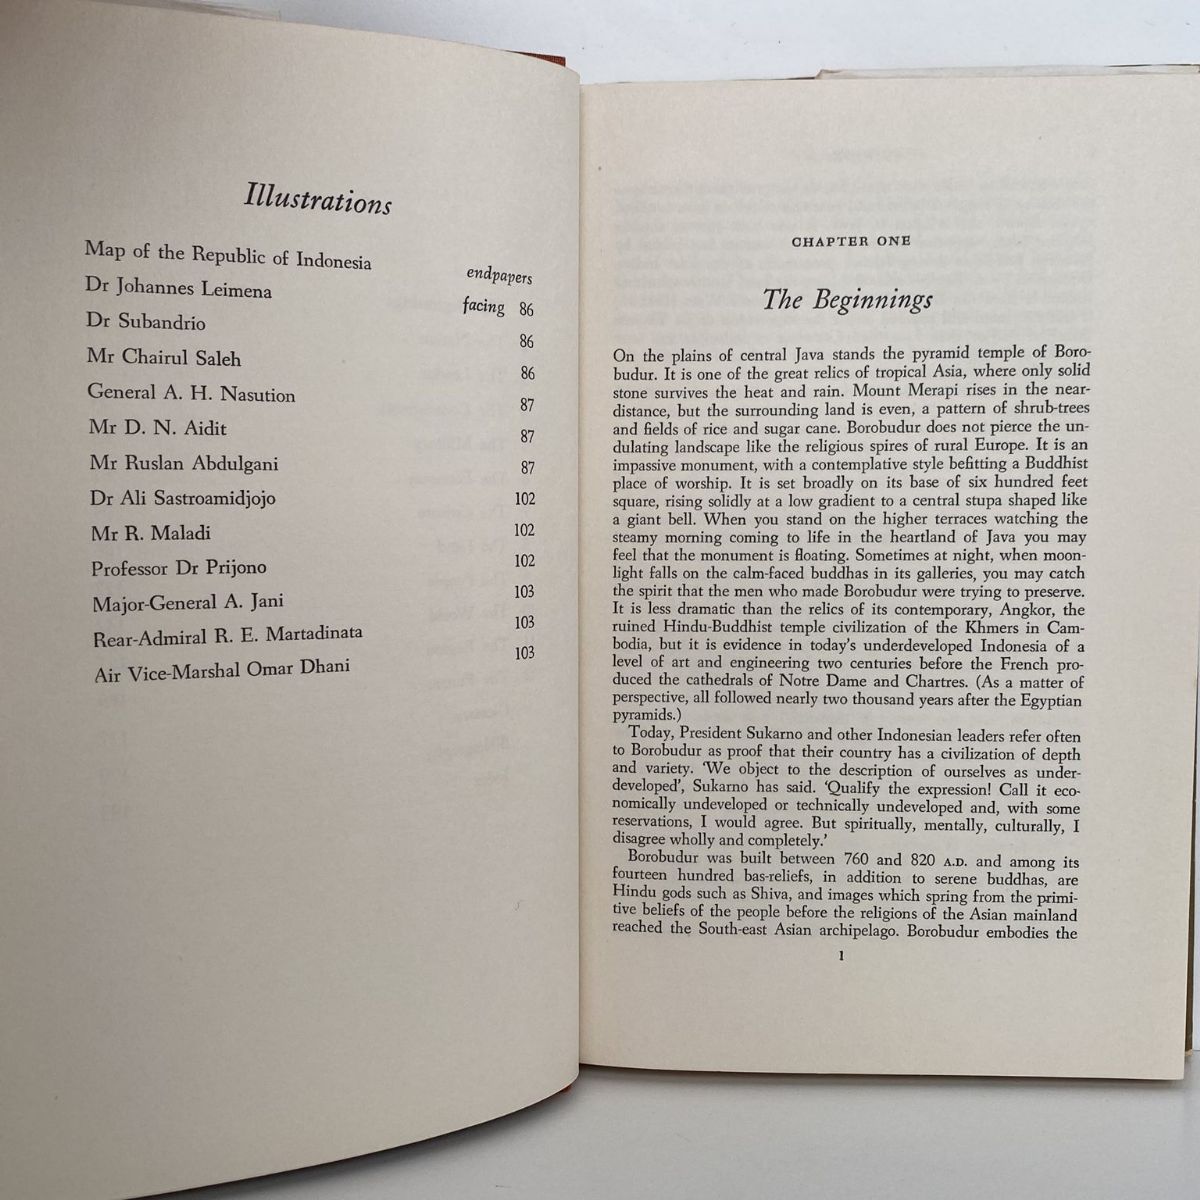 Illustrations
Map of the Republic of Indonesia endpapers
Dr Johannes Leimena facing 86
Dr Subandrio 86
Mr Chairul Saleh 86
General A. H. Nasution 87
Mr D. N. Aidit 87
Mr Ruslan Abdulgani 87
Dr Ali Sastroamidjojo 102
Mr R. Maladi 102
Professor Dr Prijono 102
Major-General A. Jani 103
Rear-Admiral R. E. Martadinata 103
Air Vice-Marshal Omar Dhani 103
CHAPTER ONE
The Beginnings
On the plains of central Java stands the pyramid temple of Boro-
budur. It is one of the great relics of tropical Asia, where only solid
stone survives the heat and rain. Mount Merapi rises in the near-
distance, but the surrounding land is even, a pattern of shrub-trees
and fields of rice and sugar cane. Borobudur does not pierce the un-
dulating landscape like the religious spires of rural Europe. It is an
impassive monument, with a contemplative style befitting a Buddhist
place of worship. It is set broadly on its base of six hundred feet
square, rising solidly at a low gradient to a central stupa shaped like
a giant bell. When you stand on the higher terraces watching the
steamy morning coming to life in the heartland of Java you may
feel that the monument is floating. Sometimes at night, when moon-
light falls on the calm-faced buddhas in its galleries, you may catch
the spirit that the men who made Borobudur were trying to preserve.
It is less dramatic than the relics of its contemporary, Angkor, the
ruined Hindu-Buddhist temple civilization of the Khmers in Cam-
bodia, but it is evidence in today's underdeveloped Indonesia of a
level of art and engineering two centuries before the French pro-
duced the cathedrals of Notre Dame and Chartres. (As a matter of
perspective, all followed nearly two thousand years after the Egyptian
pyramids.)
Today, President Sukarno and other Indonesian leaders refer often
to Borobudur as proof that their country has a civilization of depth
and variety. 'We object to the description of ourselves as under-
developed', Sukarno has said. 'Qualify the expression! Call it eco-
nomically undeveloped or technically undeveloped and, with some
reservations, I would agree. But spiritually, mentally, culturally, I
disagree wholly and completely.'
Borobudur was built between 760 and 820 A.D. and among its
fourteen hundred bas-reliefs, in addition to serene buddhas, are
Hindu gods such as Shiva, and images which spring from the primi-
tive beliefs of the people before the religions of the Asian mainland
reached the South-east Asian archipelago. Borobudur embodies the
1